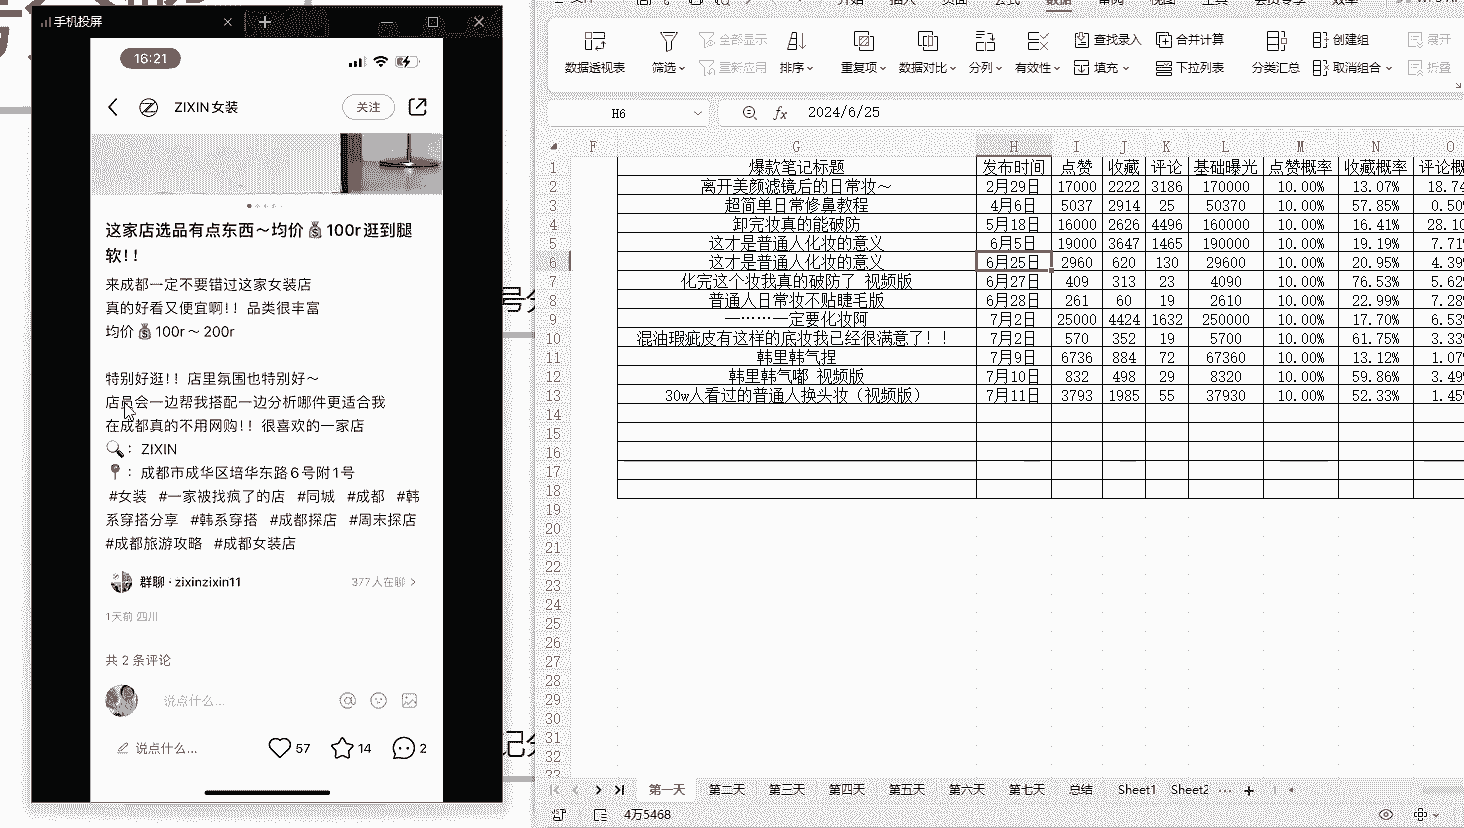 手机投屏
16:21
ZIXIN女装
关注
这家店选品有点东西～均价💰100r逛到腿
软!!
来成都一定不要错过这家女装店
真的好看又便宜啊!! 品类很丰富
均价💰100r～200r
特别好逛!! 店里氛围也特别好～
店员会一边帮我搭配一边分析哪件更适合我
在成都真的不用网购!! 很喜欢的一家店
🔍：ZIXIN
📍：成都市成华区培华东路6号附1号
#女装 #一家被找疯了的店 #同城 #成都 #韩
系穿搭分享 #韩系穿搭 #成都探店 #周末探店
#成都旅游攻略 #成都女装店
群聊·zixinzixin11 377人在聊 >
1天前 四川
共 2 条评论
说点什么...
说点什么... 57 14 2
全部显示 查找录入 合并计算 创建组 展开
数据透视表 筛选 重新应用 排序 重复项 数据对比 分列 有效性 填充 下拉列表 分类汇总 取消组合 折叠
H6 fx 2024/6/25
F G H I J K L M N O
1 爆款笔记标题 发布时间 点赞 收藏 评论 基础曝光 点赞概率 收藏概率 评论概
2 离开美颜滤镜后的日常妆～ 2月29日 17000 2222 3186 170000 10.00% 13.07% 18.74
3 超简单日常修鼻教程 4月6日 5037 2914 25 50370 10.00% 57.85% 0.50
4 卸完妆真的能破防 5月18日 16000 2626 4496 160000 10.00% 16.41% 28.10
5 这才是普通人化妆的意义 6月5日 19000 3647 1465 190000 10.00% 19.19% 7.71
6 这才是普通人化妆的意义 6月25日 2960 620 130 29600 10.00% 20.95% 4.39
7 化完这个妆我真的破防了 视频版 6月27日 409 313 23 4090 10.00% 76.53% 5.62
8 普通人日常妆不贴睫毛版 6月28日 261 60 19 2610 10.00% 22.99% 7.28
9 一……一定要化妆阿 7月2日 25000 4424 1632 250000 10.00% 17.70% 6.53
10 混油瑕疵皮有这样的底妆我已经很满意了！！ 7月2日 570 352 19 5700 10.00% 61.75% 3.33
11 韩里韩气捏 7月9日 6736 884 72 67360 10.00% 13.12% 1.07
12 韩里韩气嘟 视频版 7月10日 832 498 29 8320 10.00% 59.86% 3.49
13 30w人看过的普通人换头妆（视频版） 7月11日 3793 1985 55 37930 10.00% 52.33% 1.45
14
15
16
17
18
19
20
21
22
23
24
25
26
27
28
29
30
31
32
第一天 第二天 第三天 第四天 第五天 第六天 第七天 总结 Sheet1 Sheet2 ··· +
4万5468